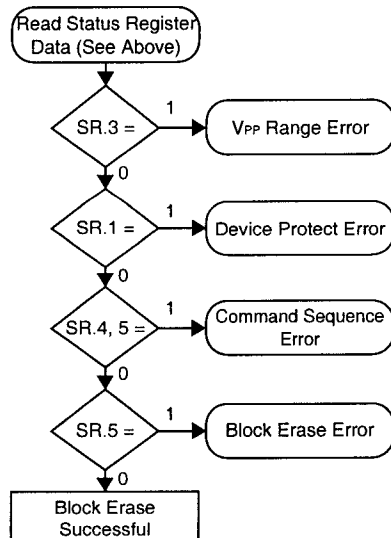 Read Status Register
Data (See Above)
SR.3 =
1
VPP Range Error
0
SR.1 =
1
Device Protect Error
0
SR.4, 5 =
1
Command Sequence
Error
0
SR.5 =
1
Block Erase Error
0
Block Erase
Successful